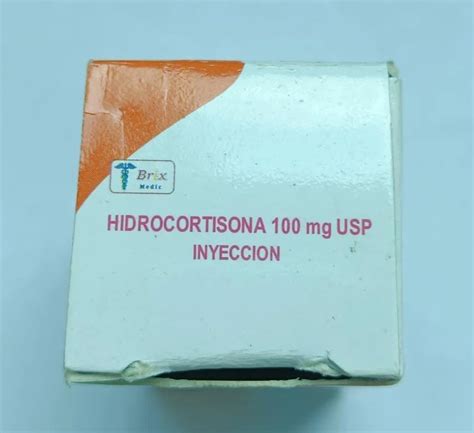 Brix
Medic
HIDROCORTISONA 100 mg USP
INYECCION